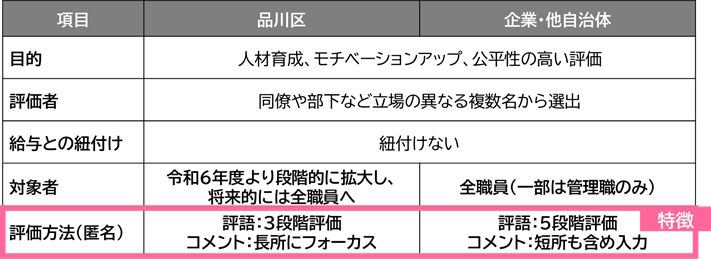 項目 品川区 企業・他自治体
目的 人材育成、モチベーションアップ、公平性の高い評価
評価者 同僚や部下など立場の異なる複数名から選出
給与との紐付け 紐付けない
対象者 令和6年度より段階的に拡大し、
将来的には全職員へ 全職員（一部は管理職のみ）
特徴
評価方法（匿名） 評語：3段階評価 評語：5段階評価
コメント：長所にフォーカス コメント：短所も含め入力